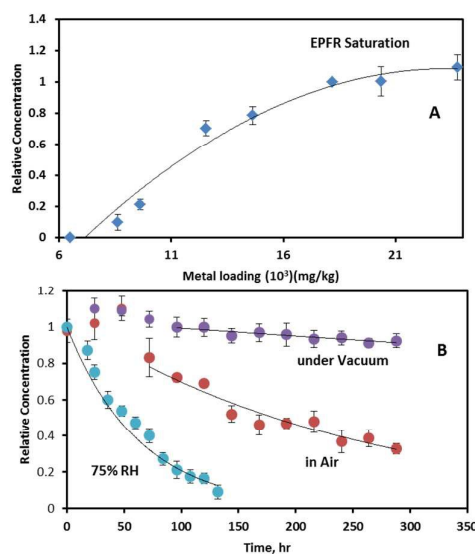 1.4
1.2
1
0.8
0.6
0.4
0.2
0
Relative Concentration
EPFR Saturation
A
6 11 16 21
Metal loading (10³)(mg/kg)
1.2
1
0.8
0.6
0.4
0.2
0
Relative Concentration
B
under Vacuum
in Air
75% RH
0 50 100 150 200 250 300 350
Time, hr